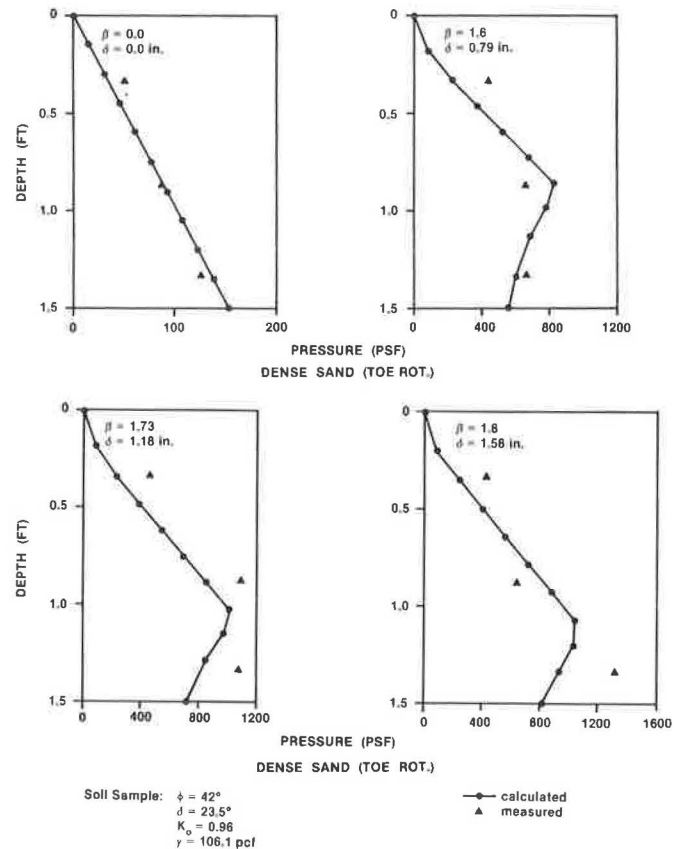 β = 0.0
δ = 0.0 in.
0
0.5
1.0
1.5
DEPTH (FT)
0 100 200
β = 1.6
δ = 0.79 in.
0
0.5
1.0
1.5
0 400 800 1200
PRESSURE (PSF)
DENSE SAND (TOE ROT.)
β = 1.73
δ = 1.18 in.
0
0.5
1.0
1.5
DEPTH (FT)
0 400 800 1200
β = 1.8
δ = 1.58 in.
0
0.5
1.0
1.5
0 400 800 1200 1600
PRESSURE (PSF)
DENSE SAND (TOE ROT.)
Soil Sample: ϕ = 42°
δ = 23.5°
K₀ = 0.96
γ = 106.1 pcf
calculated
measured